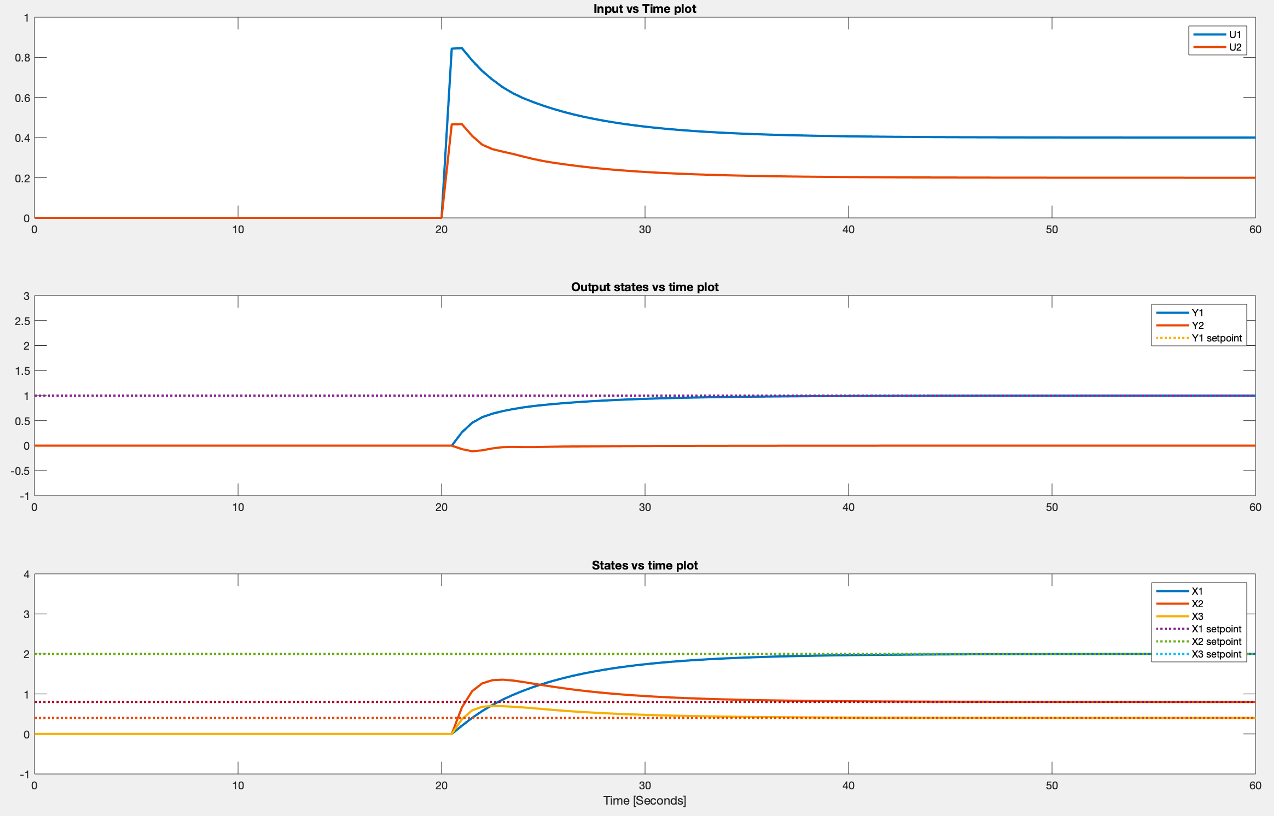 Input vs Time plot
1
0.8
0.6
0.4
0.2
0
0 10 20 30 40 50 60
U1
U2
Output states vs time plot
3
2.5
2
1.5
1
0.5
0
-0.5
-1
0 10 20 30 40 50 60
Y1
Y2
Y1 setpoint
States vs time plot
4
3
2
1
0
-1
0 10 20 30 40 50 60
X1
X2
X3
X1 setpoint
X2 setpoint
X3 setpoint
Time [Seconds]